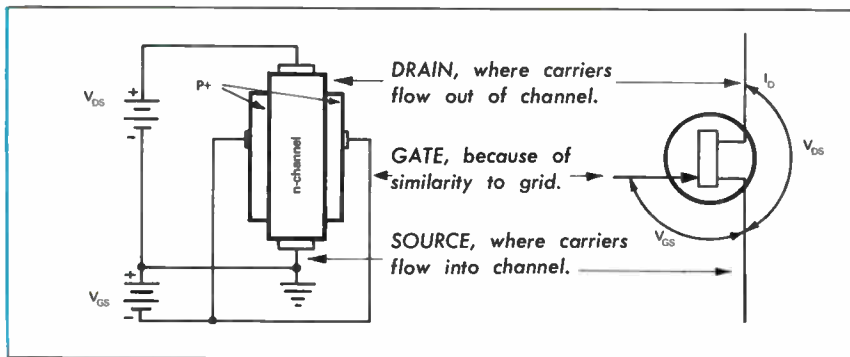 +
V_DS
-
P+
n-channel
+
V_GS
-
DRAIN, where carriers
flow out of channel.
GATE, because of
similarity to grid.
SOURCE, where carriers
flow into channel.
I_D
V_DS
V_GS